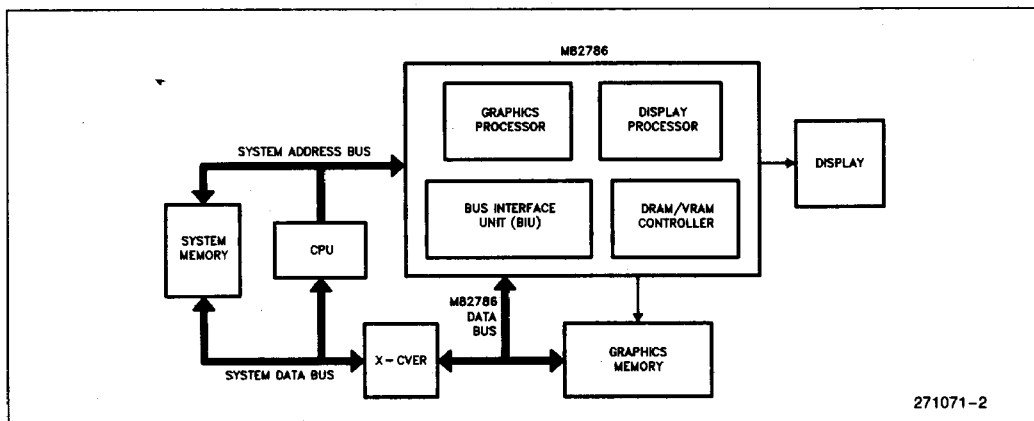 M82786
GRAPHICS
PROCESSOR
DISPLAY
PROCESSOR
SYSTEM ADDRESS BUS
DISPLAY
BUS INTERFACE
UNIT (BIU)
DRAM/VRAM
CONTROLLER
SYSTEM
MEMORY
CPU
M82786
DATA
BUS
X-CVER
GRAPHICS
MEMORY
SYSTEM DATA BUS
271071-2